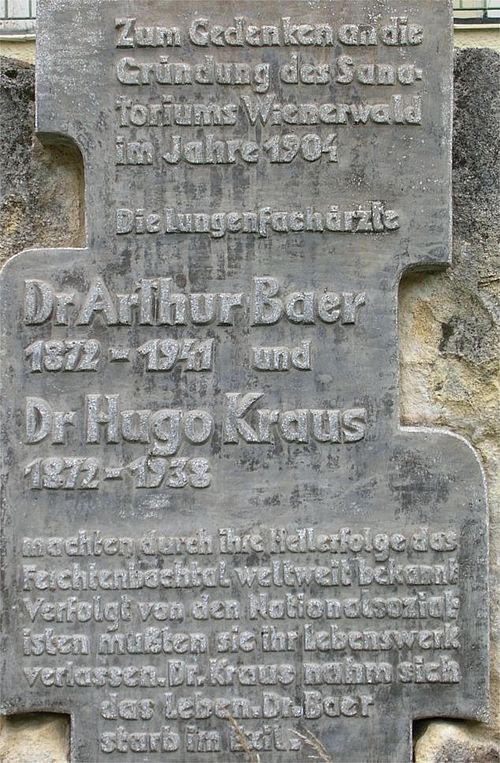 Zum Gedenken an die
Gründung des Sana-
toriums Wienerwald
im Jahre 1904
Die Lungenfachärzte
Dr Arthur Baer
1872 - 1941 und
Dr Hugo Kraus
1872 - 1938
machten durch ihre Heilerfolge das
Feichtenbachtal weltweit bekannt
Verfolgt von den Nationalsozial-
isten mußten sie ihr Lebenswerk
verlassen. Dr. Kraus nahm sich
das Leben. Dr. Baer
starb im Exil.